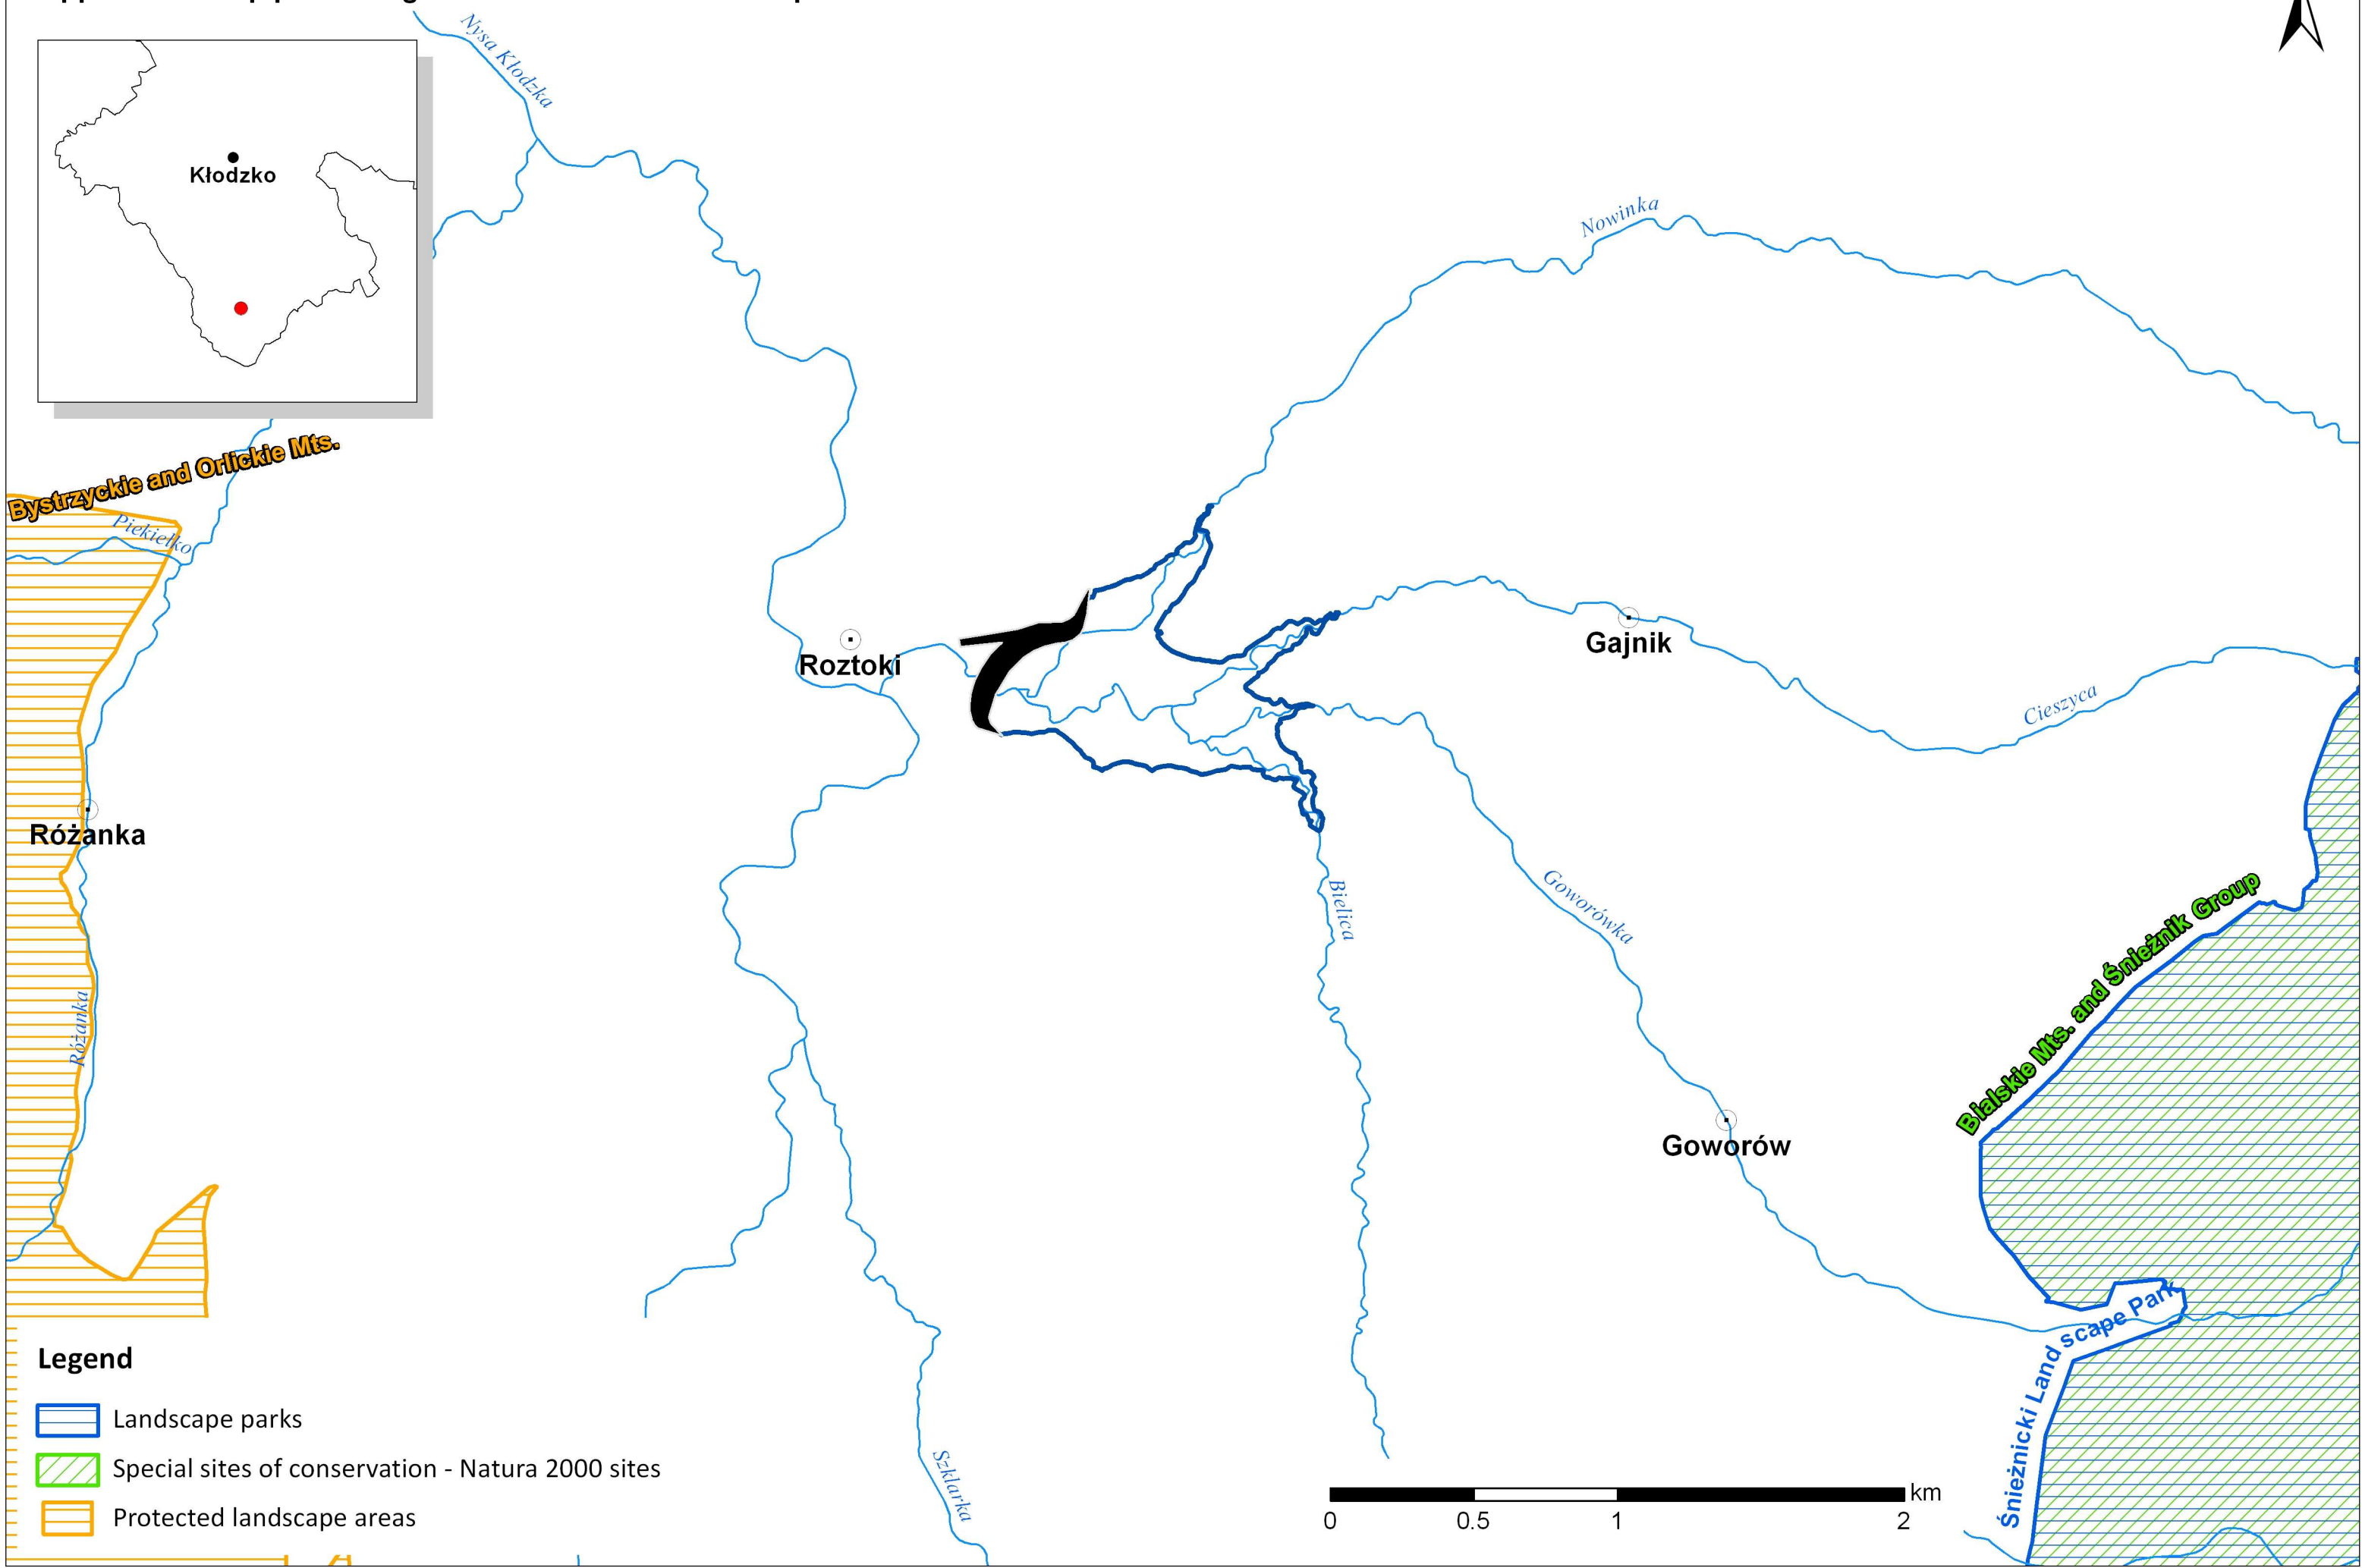 Nysa Kłodzka
Kłodzko
Nowinka
Bystrzyckie and Orlickie Mts.
Piekiełko
Roztoki
Gajnik
Cieszyca
Różanka
Bielica
Goworówka
Bialskie Mts. and Śnieżnik Group
Różanka
Goworów
Śnieżnicki Landscape Park
Legend
Landscape parks
Special sites of conservation - Natura 2000 sites
Protected landscape areas
Szklarka
km
0 0.5 1 2